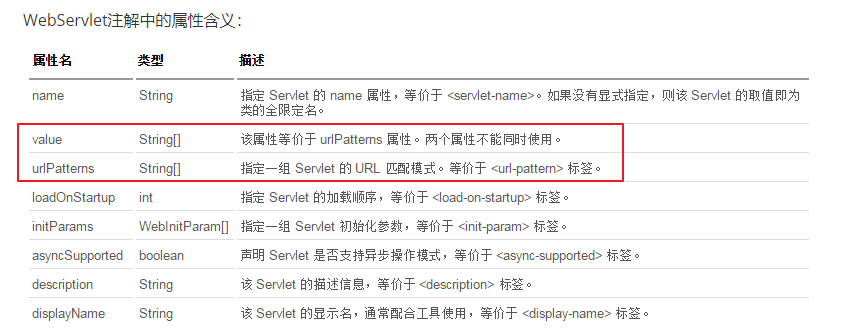 WebServlet注解中的属性含义：
属性名 类型 描述
name String 指定 Servlet 的 name 属性，等价于 <servlet-name>。如果没有显式指定，则该 Servlet 的取值即为
类的全限定名。
value String[] 该属性等价于 urlPatterns 属性。两个属性不能同时使用。
urlPatterns String[] 指定一组 Servlet 的 URL 匹配模式。等价于 <url-pattern> 标签。
loadOnStartup int 指定 Servlet 的加载顺序，等价于 <load-on-startup> 标签。
initParams WebInitParam[] 指定一组 Servlet 初始化参数，等价于 <init-param> 标签。
asyncSupported boolean 声明 Servlet 是否支持异步操作模式，等价于 <async-supported> 标签。
description String 该 Servlet 的描述信息，等价于 <description> 标签。
displayName String 该 Servlet 的显示名，通常配合工具使用，等价于 <display-name> 标签。